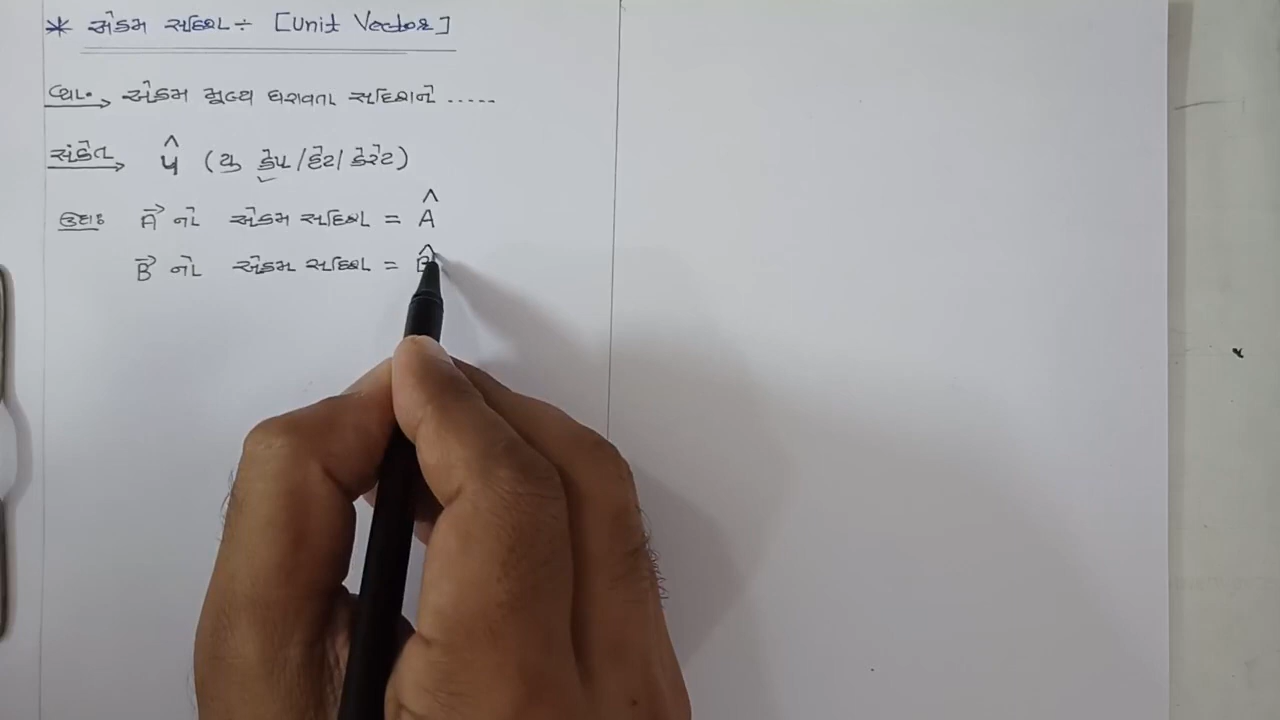 * એકમ સદિશ ÷ [Unit Vector]
વ્યા. → એકમ મૂલ્ય ધરાવતા સદિશને .....
સંકેત → û (યુ કેપ / હેટ / કેરેટ)
ઉદા: A⃗ નો એકમ સદિશ = Â
B⃗ નો એકમ સદિશ = B̂